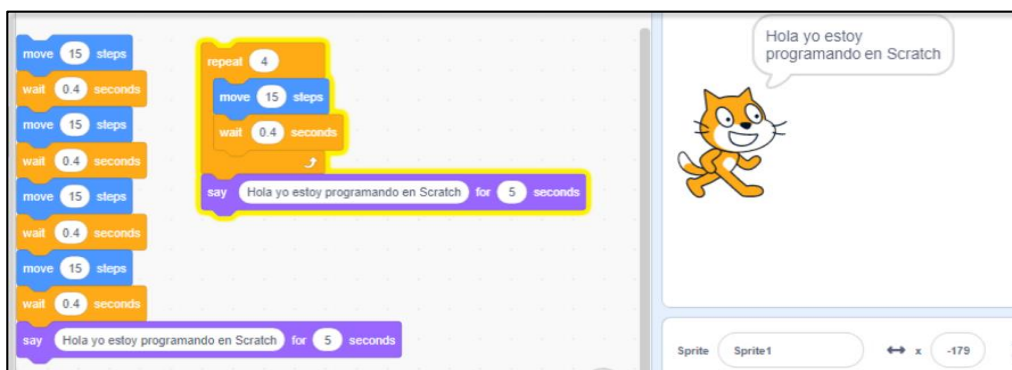 move 15 steps
wait 0.4 seconds
move 15 steps
wait 0.4 seconds
move 15 steps
wait 0.4 seconds
move 15 steps
wait 0.4 seconds
say Hola yo estoy programando en Scratch for 5 seconds
repeat 4
move 15 steps
wait 0.4 seconds
say Hola yo estoy programando en Scratch for 5 seconds
Hola yo estoy
programando en Scratch
Sprite Sprite1 x -179